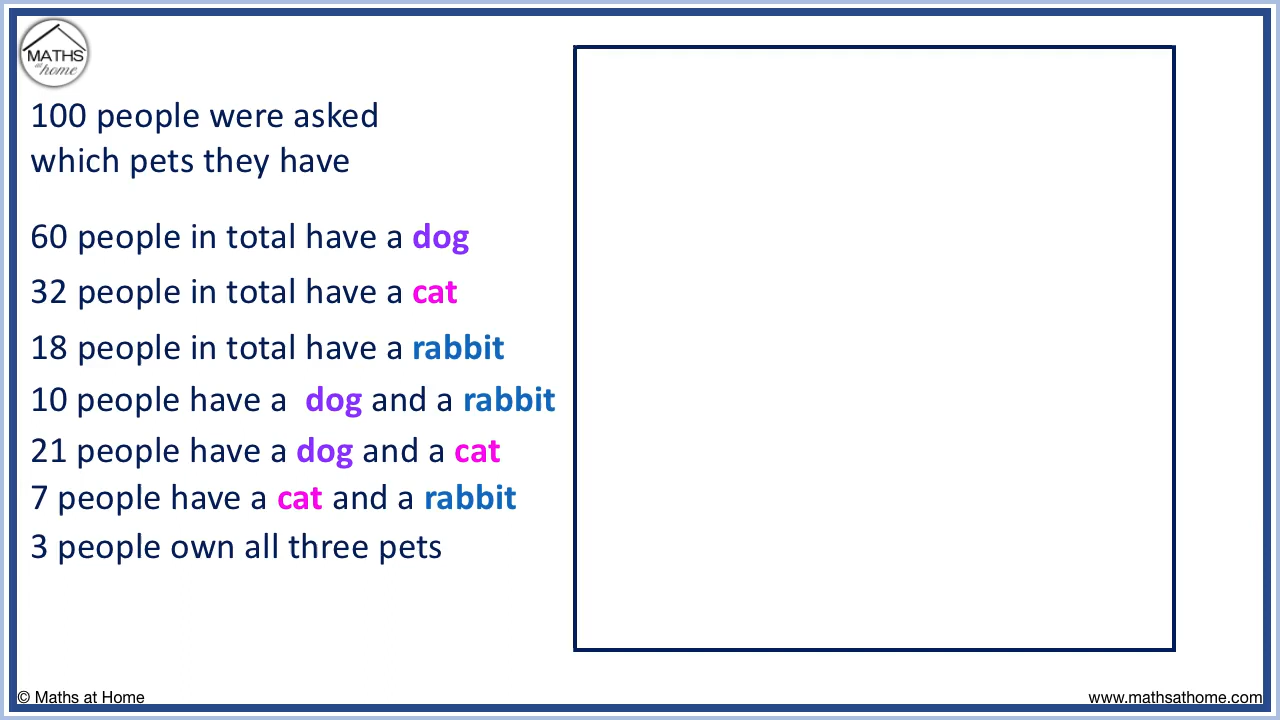 MATHS
at
home
100 people were asked
which pets they have
60 people in total have a dog
32 people in total have a cat
18 people in total have a rabbit
10 people have a dog and a rabbit
21 people have a dog and a cat
7 people have a cat and a rabbit
3 people own all three pets
© Maths at Home
www.mathsathome.com